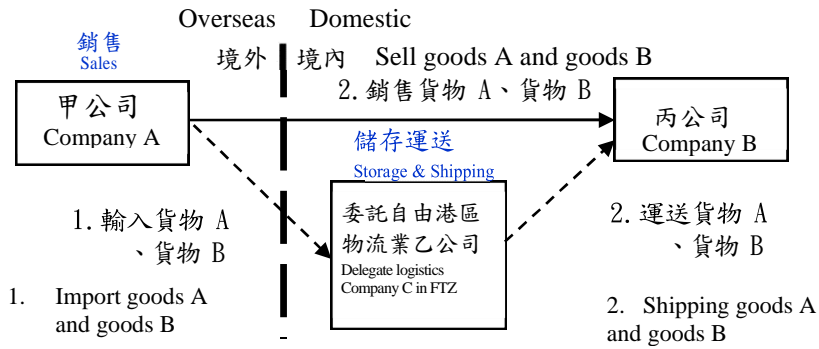 Overseas Domestic
銷售
Sales
境外
境內 Sell goods A and goods B
2.銷售貨物 A、貨物 B
甲公司
Company A
丙公司
Company B
儲存運送
Storage & Shipping
委託自由港區
物流業乙公司
Delegate logistics
Company C in FTZ
1.輸入貨物 A
、貨物 B
2.運送貨物 A
、貨物 B
1. Import goods A
and goods B
2. Shipping goods A
and goods B